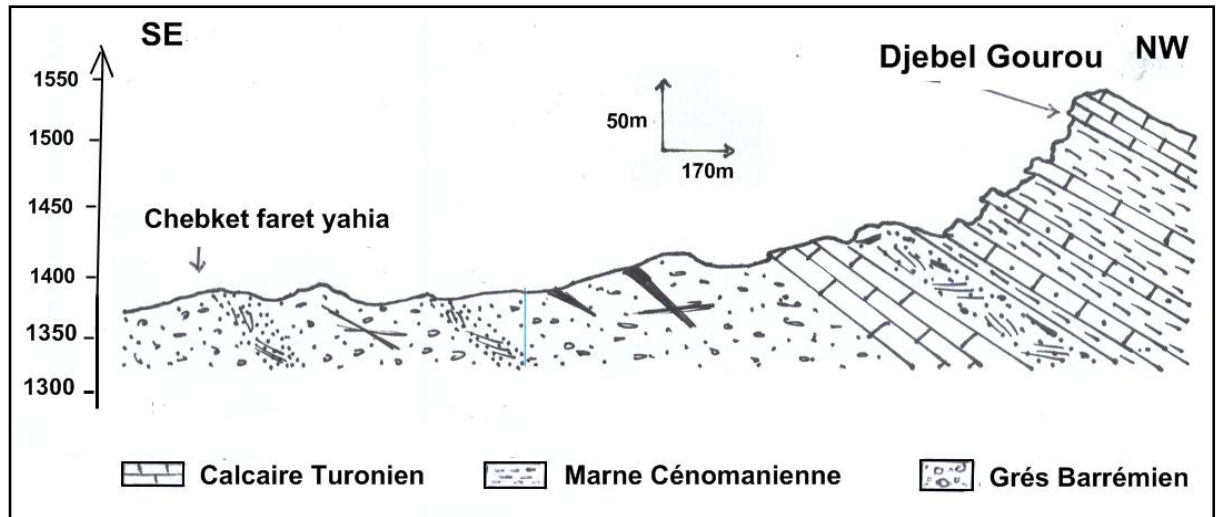 SE
NW
Djebel Gourou
1550
1500
1450
1400
1350
1300
50m
170m
Chebket faret yahia
Calcaire Turonien
Marne Cénomanienne
Grés Barrémien